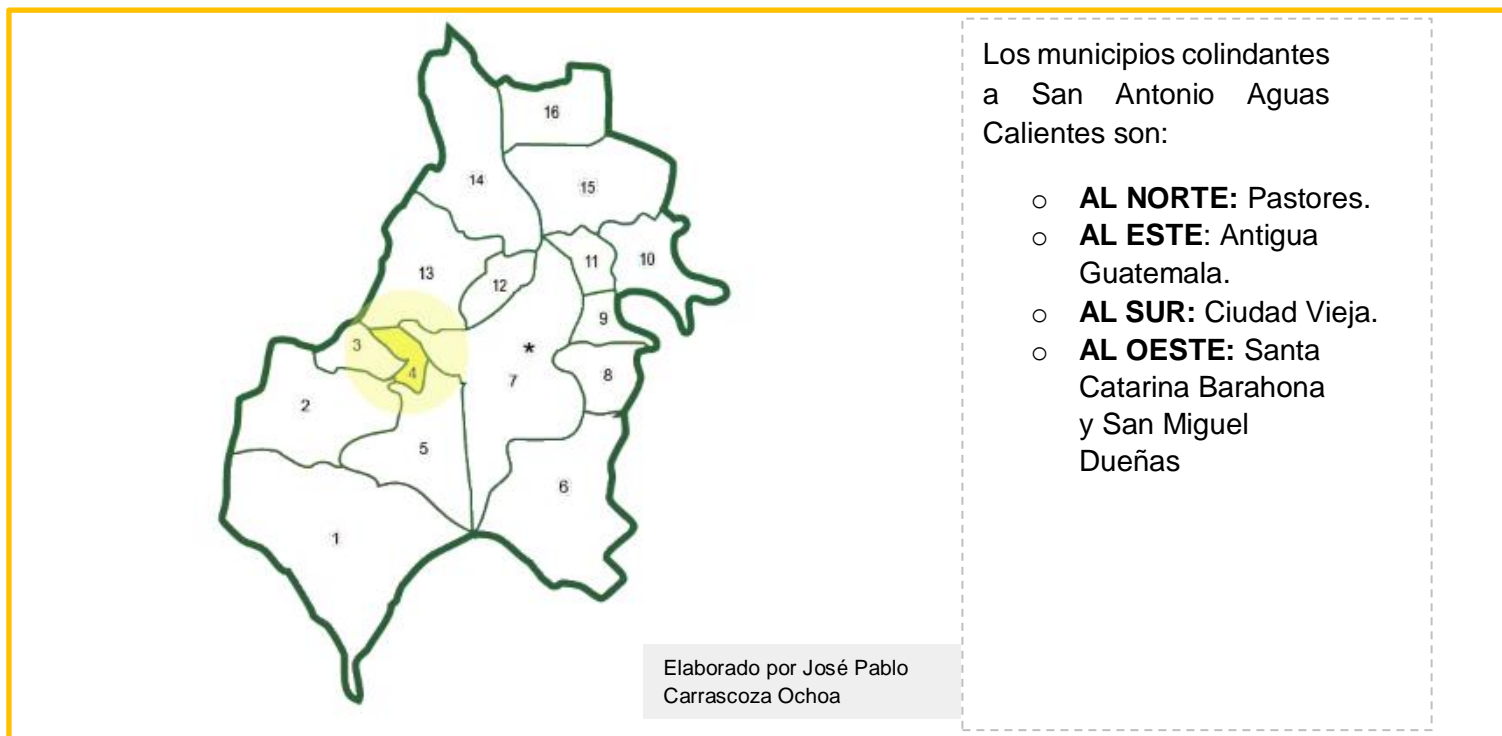 16
14
15
11
10
13
12
9
3
*
4
7
8
2
5
6
1
Elaborado por José Pablo
Carrascoza Ochoa
Los municipios colindantes
a San Antonio Aguas
Calientes son:
o AL NORTE: Pastores.
o AL ESTE: Antigua
Guatemala.
o AL SUR: Ciudad Vieja.
o AL OESTE: Santa
Catarina Barahona
y San Miguel
Dueñas